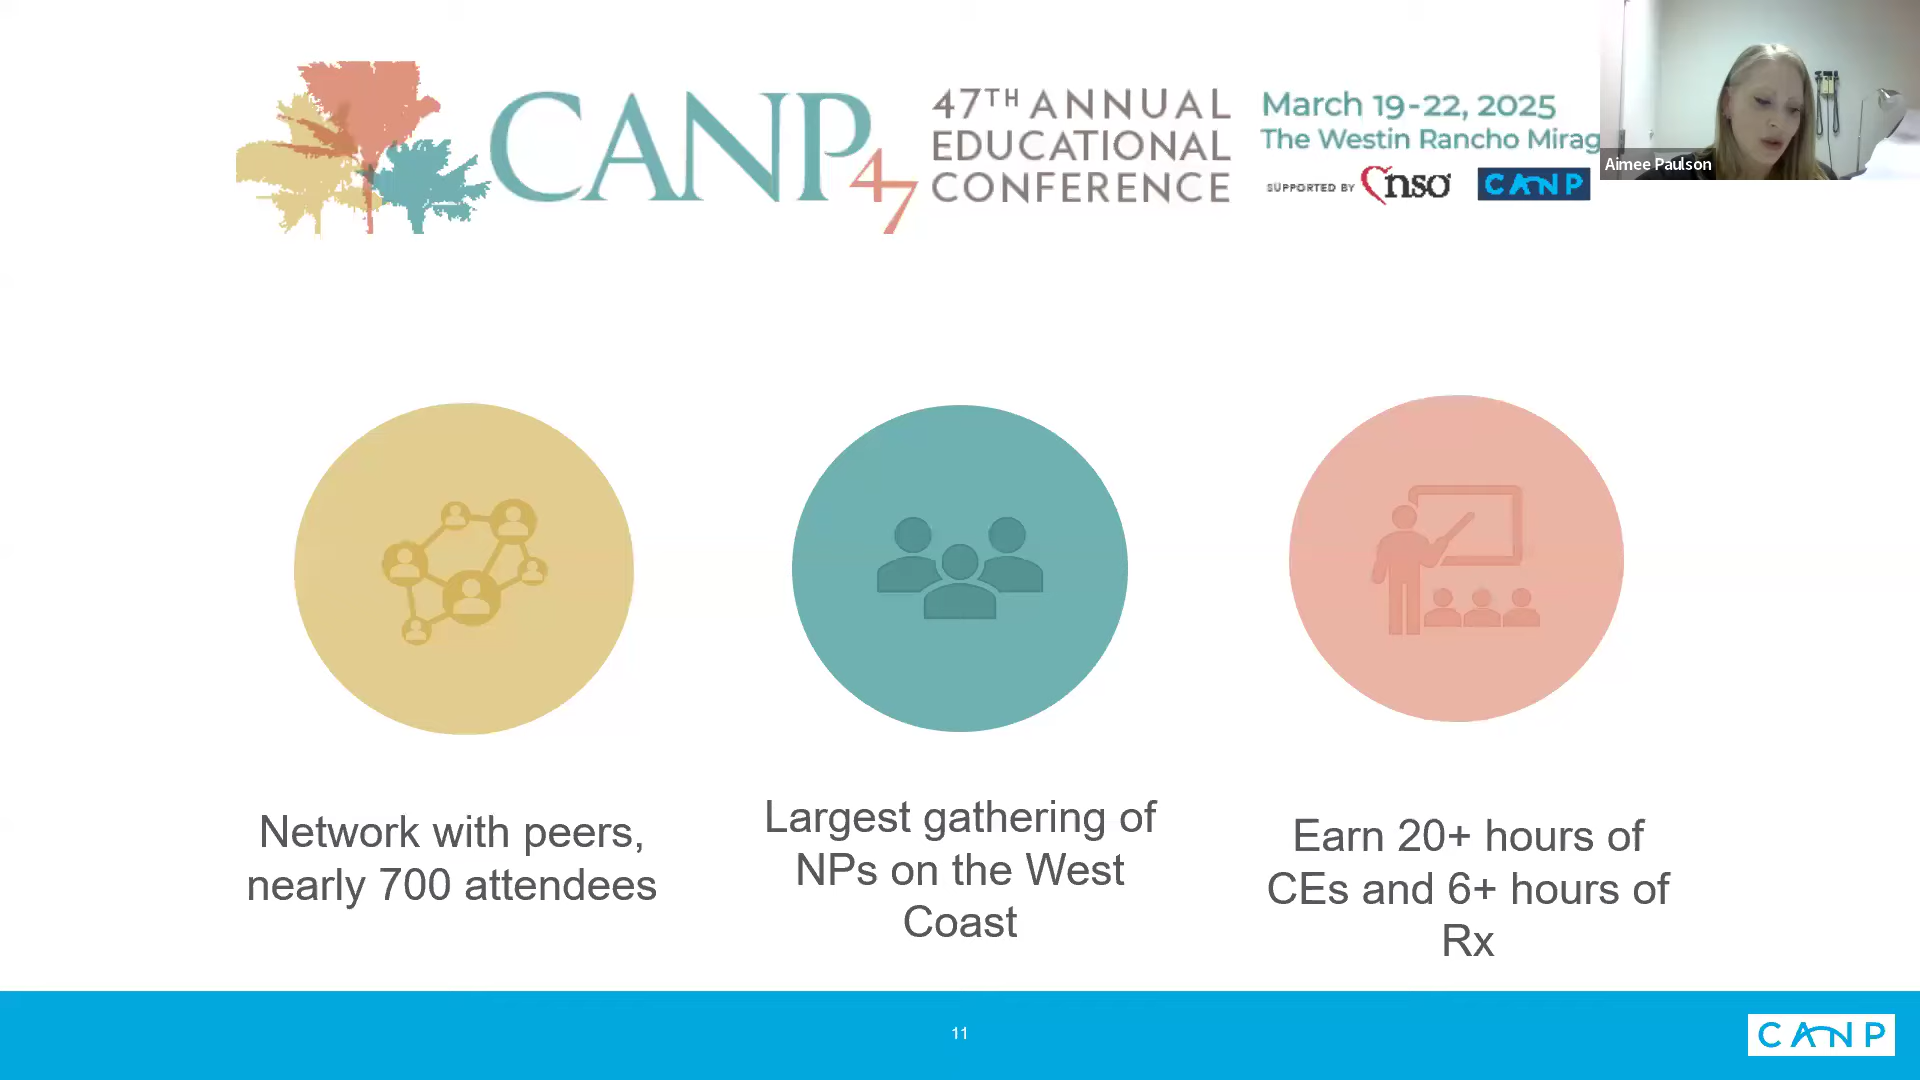 CANP
47
47TH ANNUAL
EDUCATIONAL
CONFERENCE
March 19-22, 2025
The Westin Rancho Mirag
SUPPORTED BY nso CANP
Aimee Paulson
Network with peers,
nearly 700 attendees
Largest gathering of
NPs on the West
Coast
Earn 20+ hours of
CEs and 6+ hours of
Rx
11
CANP